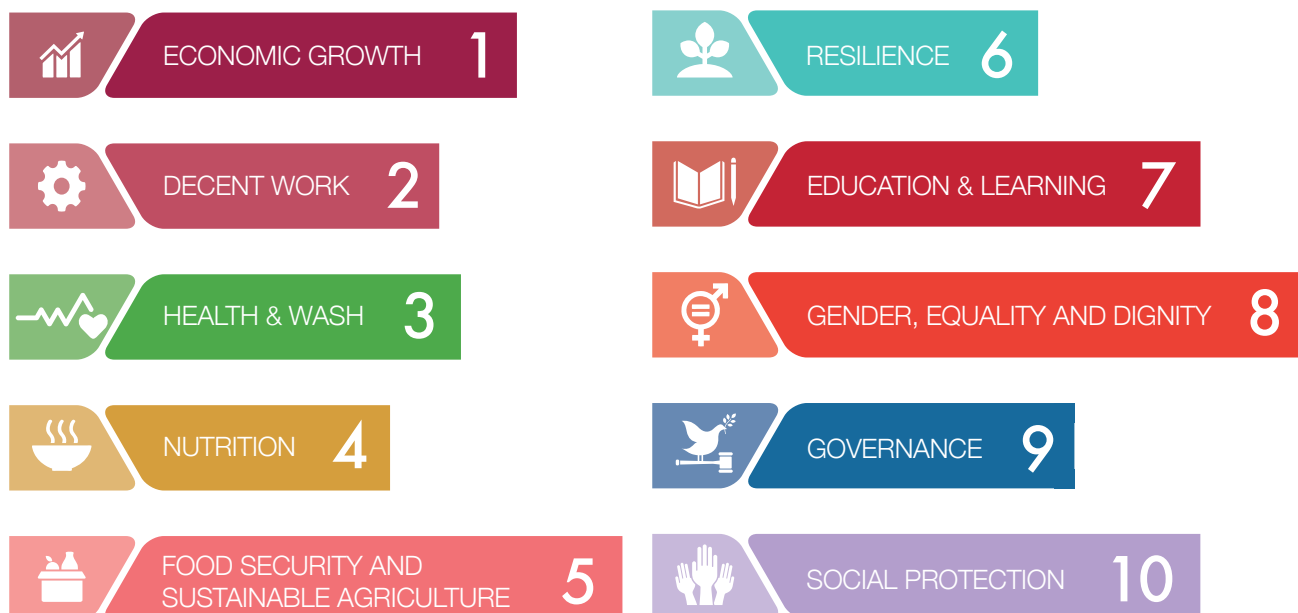 ECONOMIC GROWTH 1
DECENT WORK 2
HEALTH & WASH 3
NUTRITION 4
FOOD SECURITY AND
SUSTAINABLE AGRICULTURE 5
RESILIENCE 6
EDUCATION & LEARNING 7
GENDER, EQUALITY AND DIGNITY 8
GOVERNANCE 9
SOCIAL PROTECTION 10